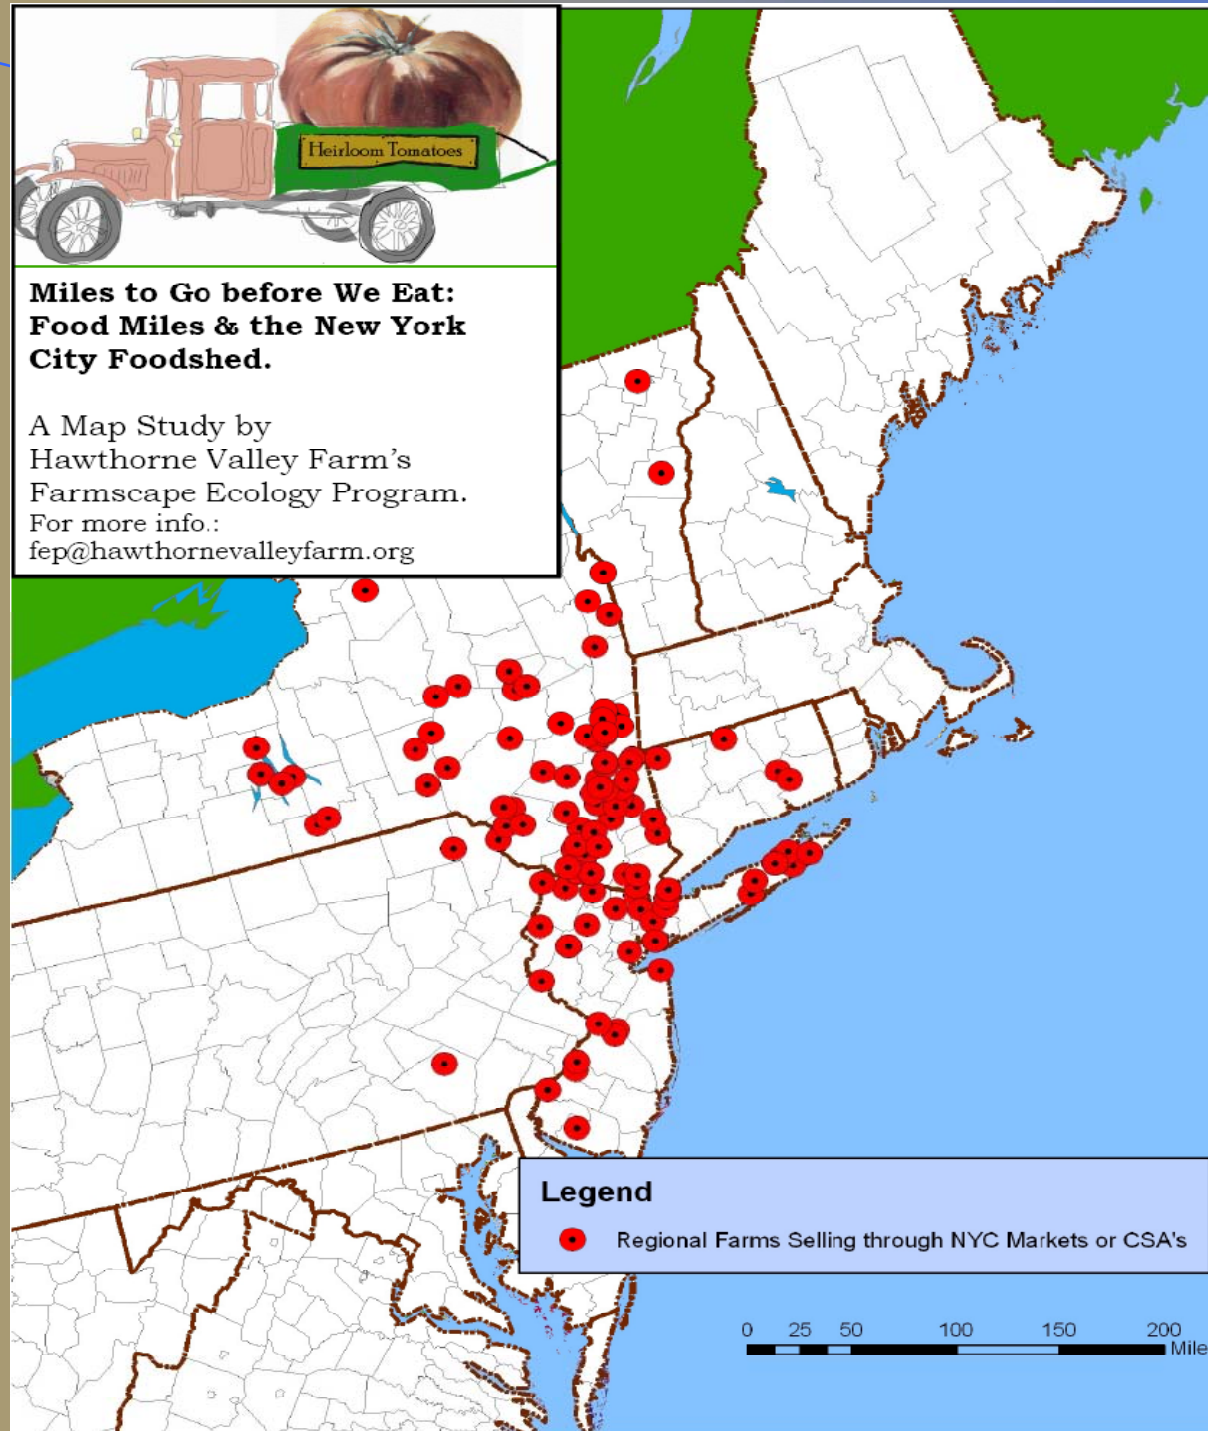 Heirloom Tomatoes
Miles to Go before We Eat:
Food Miles & the New York
City Foodshed.
A Map Study by
Hawthorne Valley Farm's
Farmscape Ecology Program.
For more info.:
fep@hawthornevalleyfarm.org
Legend
Regional Farms Selling through NYC Markets or CSA's
0 25 50 100 150 200
Mile